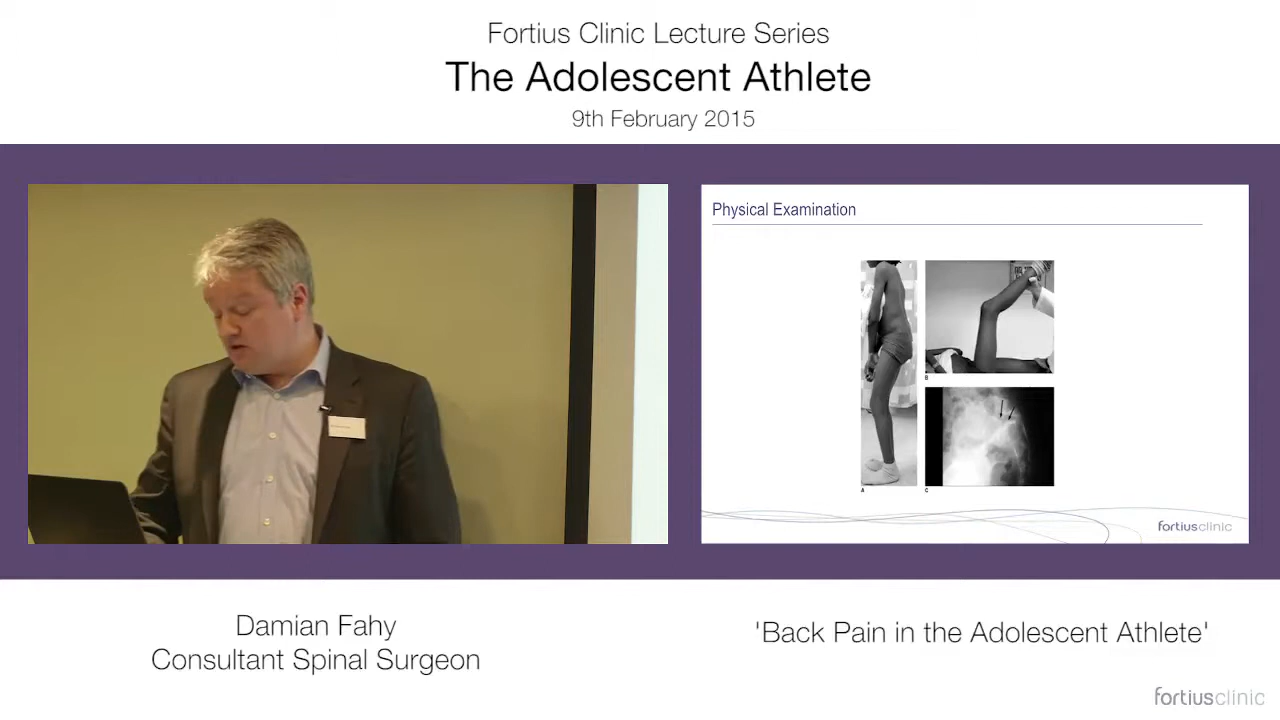 Fortius Clinic Lecture Series
The Adolescent Athlete
9th February 2015
Physical Examination
A
B
C
fortiusclinic
Damian Fahy
Consultant Spinal Surgeon
'Back Pain in the Adolescent Athlete'
fortiusclinic